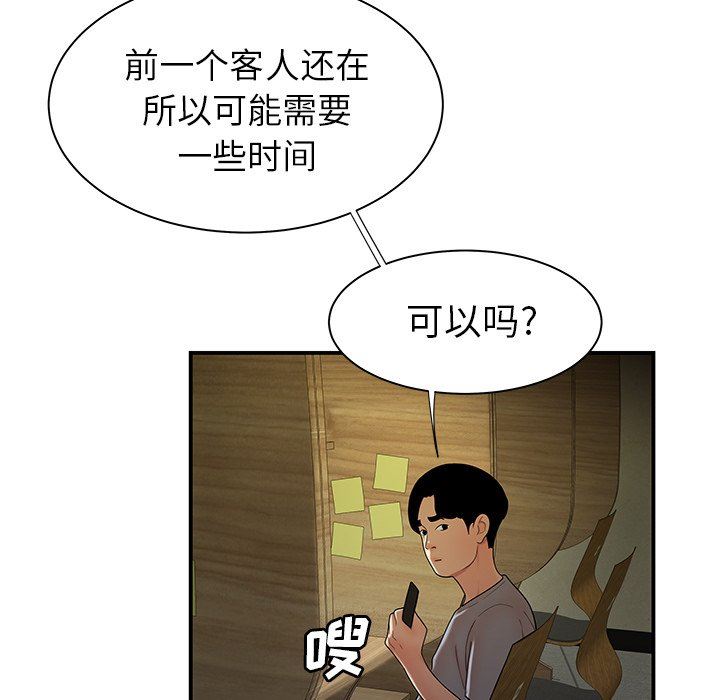 前一个客人还在
所以可能需要
一些时间
可以吗?
嗖